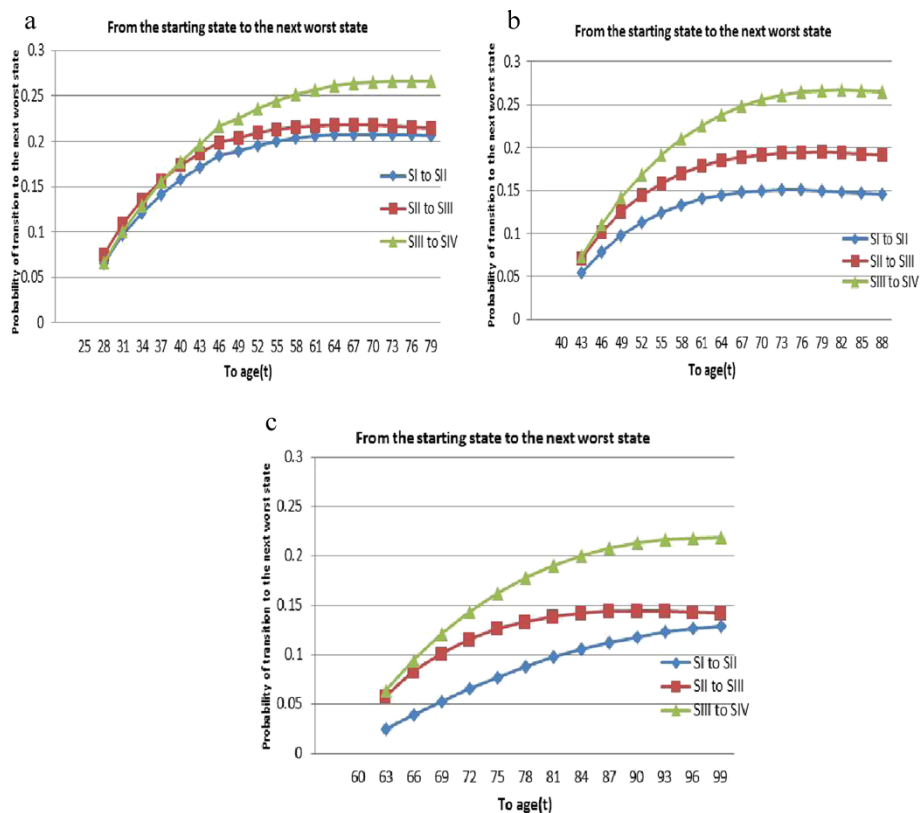 a
From the starting state to the next worst state
Probability of transition to the next worst state
0.3
0.25
0.2
0.15
0.1
0.05
0
SI to SII
SII to SIII
SIII to SIV
25 28 31 34 37 40 43 46 49 52 55 58 61 64 67 70 73 76 79
To age(t)
b
From the starting state to the next worst state
Probability of transition to the next worst state
0.3
0.25
0.2
0.15
0.1
0.05
0
SI to SII
SII to SIII
SIII to SIV
40 43 46 49 52 55 58 61 64 67 70 73 76 79 82 85 88
To age(t)
c
From the starting state to the next worst state
Probability of transition to the next worst state
0.3
0.25
0.2
0.15
0.1
0.05
0
SI to SII
SII to SIII
SIII to SIV
60 63 66 69 72 75 78 81 84 87 90 93 96 99
To age(t)